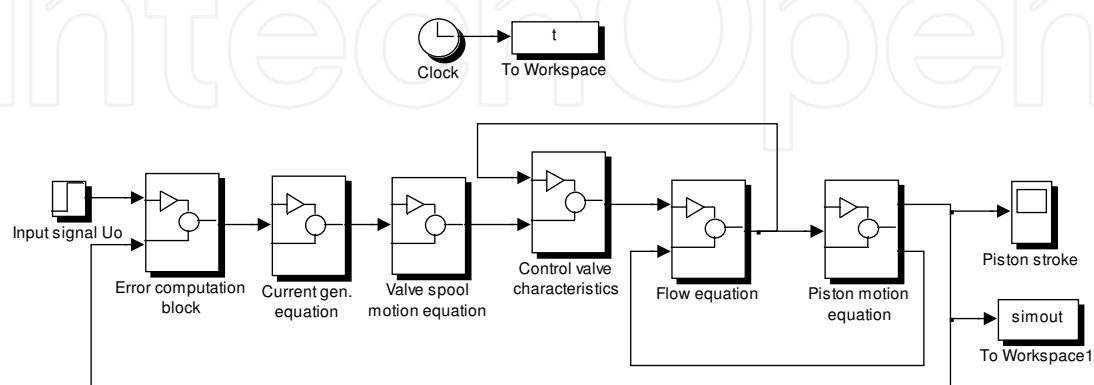 IntechOpen
t
Clock
To Workspace
Input signal Uo
Error computation
block
Current gen.
equation
Valve spool
motion equation
Control valve
characteristics
Flow equation
Piston motion
equation
Piston stroke
simout
To Workspace1